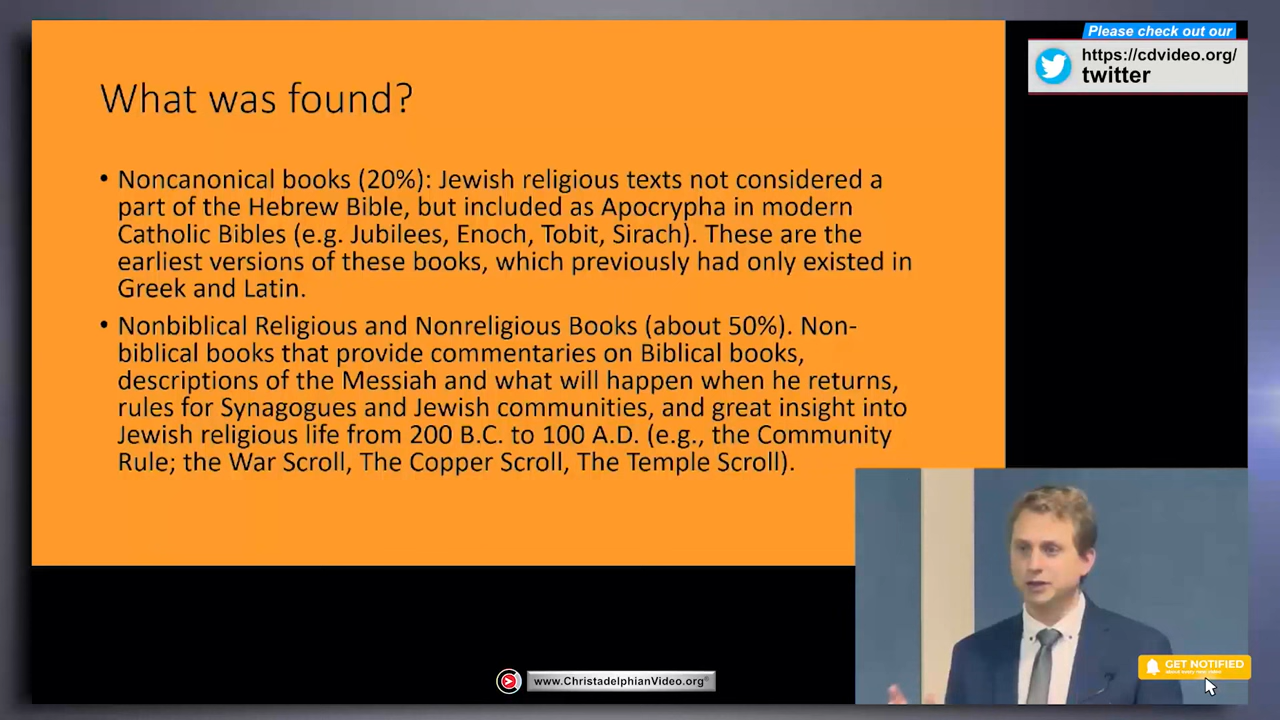 Please check out our
https://cdvideo.org/
twitter
What was found?
• Noncanonical books (20%): Jewish religious texts not considered a
part of the Hebrew Bible, but included as Apocrypha in modern
Catholic Bibles (e.g. Jubilees, Enoch, Tobit, Sirach). These are the
earliest versions of these books, which previously had only existed in
Greek and Latin.
• Nonbiblical Religious and Nonreligious Books (about 50%). Non-
biblical books that provide commentaries on Biblical books,
descriptions of the Messiah and what will happen when he returns,
rules for Synagogues and Jewish communities, and great insight into
Jewish religious life from 200 B.C. to 100 A.D. (e.g., the Community
Rule; the War Scroll, The Copper Scroll, The Temple Scroll).
GET NOTIFIED
www.ChristadelphianVideo.org®